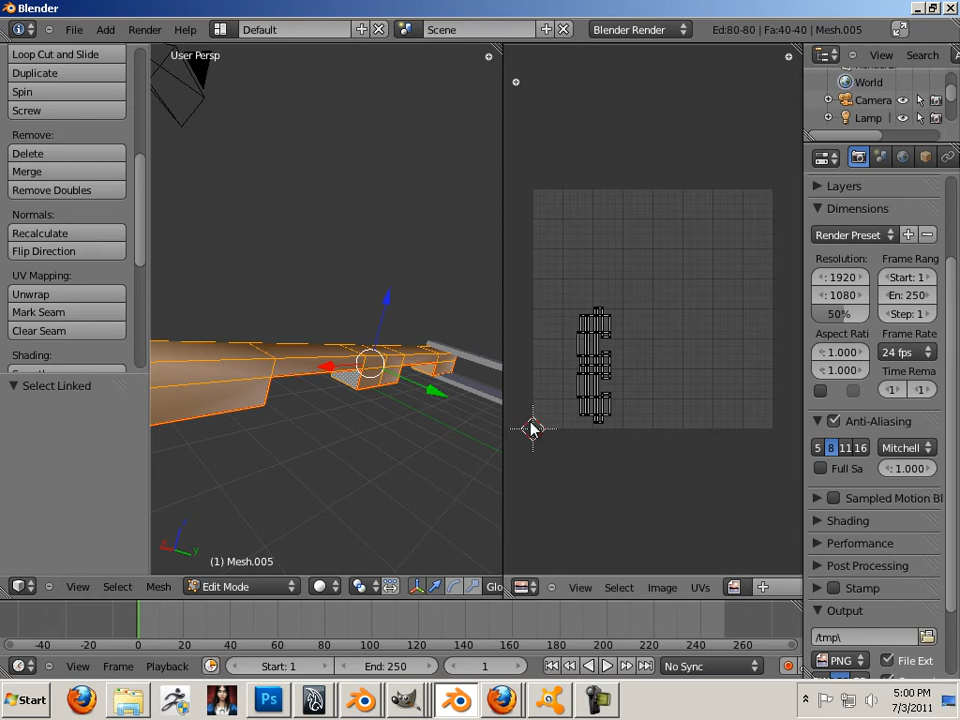 Blender
File Add Render Help Default Scene Blender Render Ed:80-80 | Fa:40-40 | Mesh.005
Loop Cut and Slide
Duplicate
Spin
Screw
Remove:
Delete
Merge
Remove Doubles
Normals:
Recalculate
Flip Direction
UV Mapping:
Unwrap
Mark Seam
Clear Seam
Shading:
Select Linked
User Persp
(1) Mesh.005
View Select Mesh Edit Mode Glo
View Select Image UVs
View Search
World
Camera
Lamp
Layers
Dimensions
Render Preset
Resolution: Frame Rang
: 1920 Start: 1
: 1080 En: 250
50% Step: 1
Aspect Rati Frame Rate
: 1.000 24 fps
: 1.000 Time Rema
1 1
Anti-Aliasing
5 8 11 16 Mitchell
Full Sa : 1.000
Sampled Motion Bl
Shading
Performance
Post Processing
Stamp
Output
/tmp\
PNG File Ext
-40 -20 0 20 40 60 80 100 120 140 160 180 200 220 240 260
View Frame Playback Start: 1 End: 250 1 No Sync
Start Ps 5:00 PM
7/3/2011